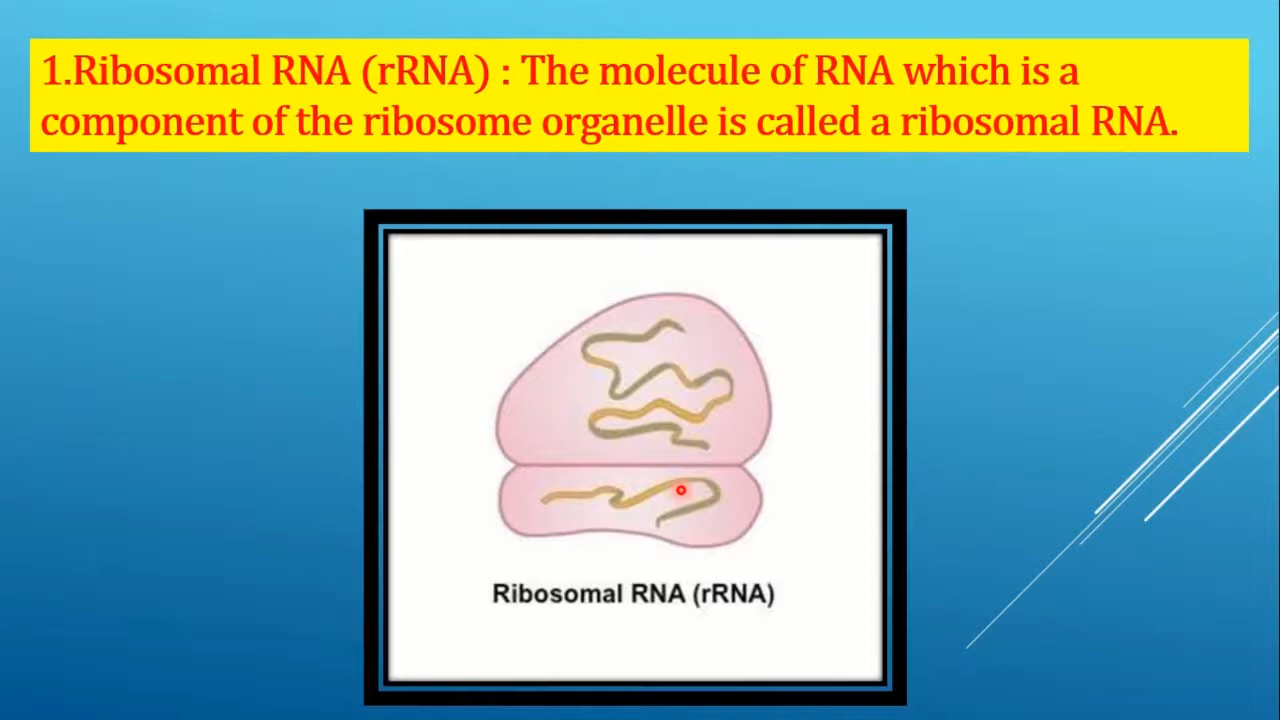 1.Ribosomal RNA (rRNA) : The molecule of RNA which is a
component of the ribosome organelle is called a ribosomal RNA.
Ribosomal RNA (rRNA)